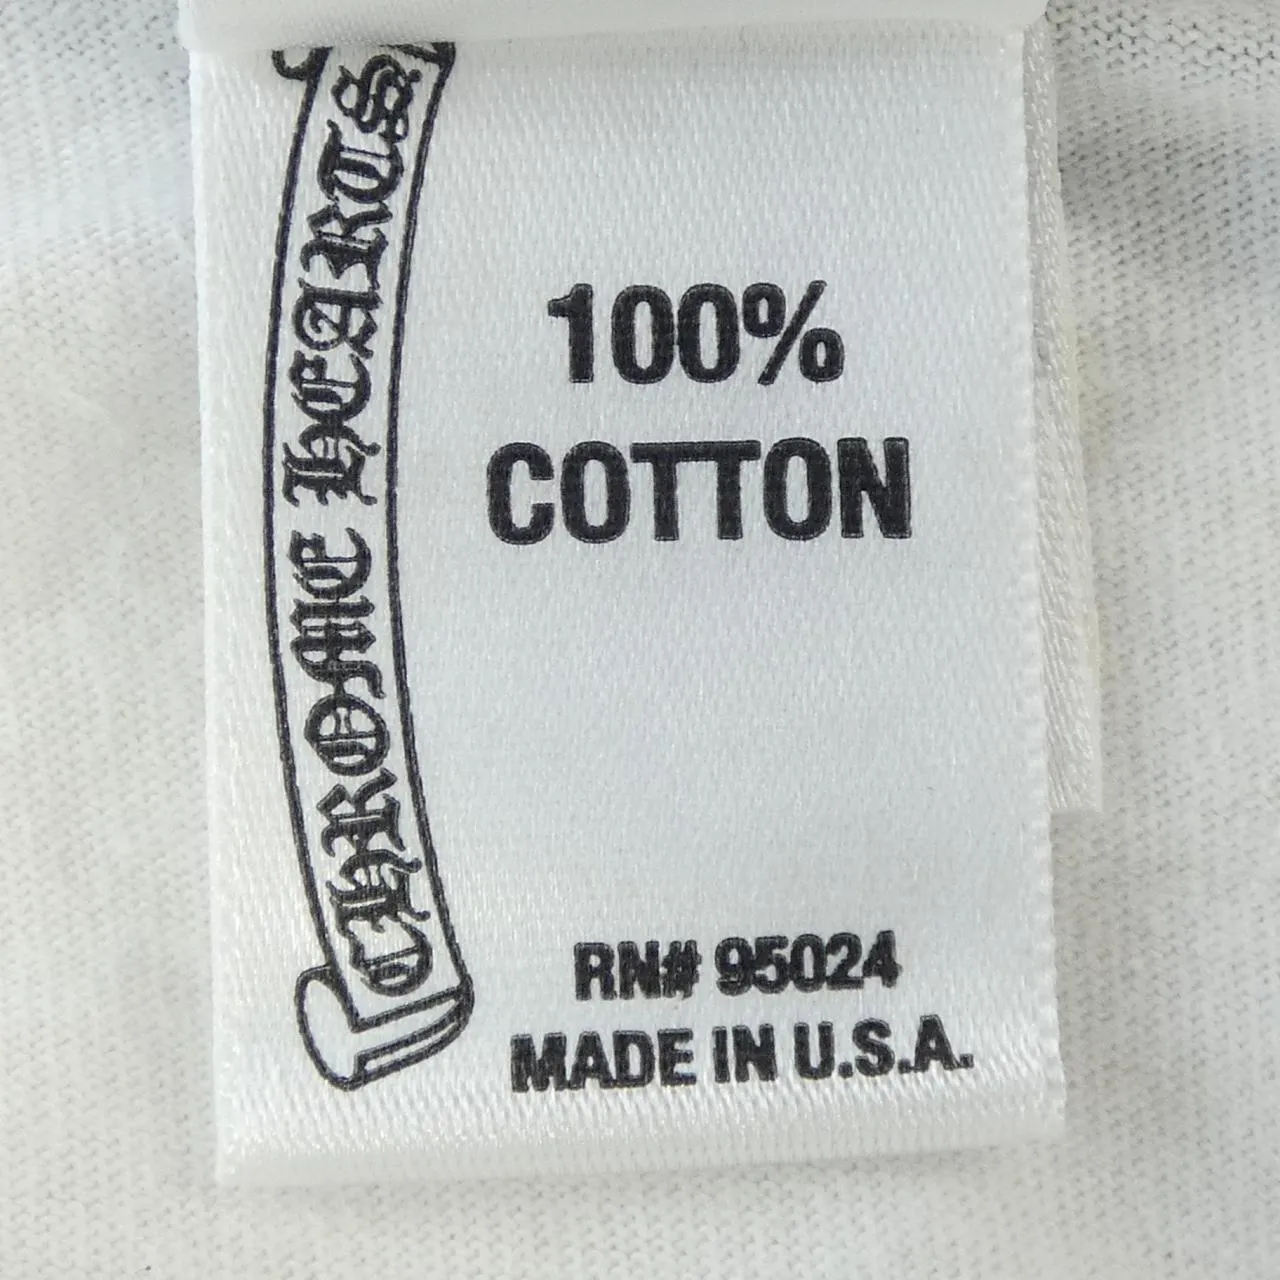 CHROME HEARTS
100%
COTTON
RN# 95024
MADE IN U.S.A.